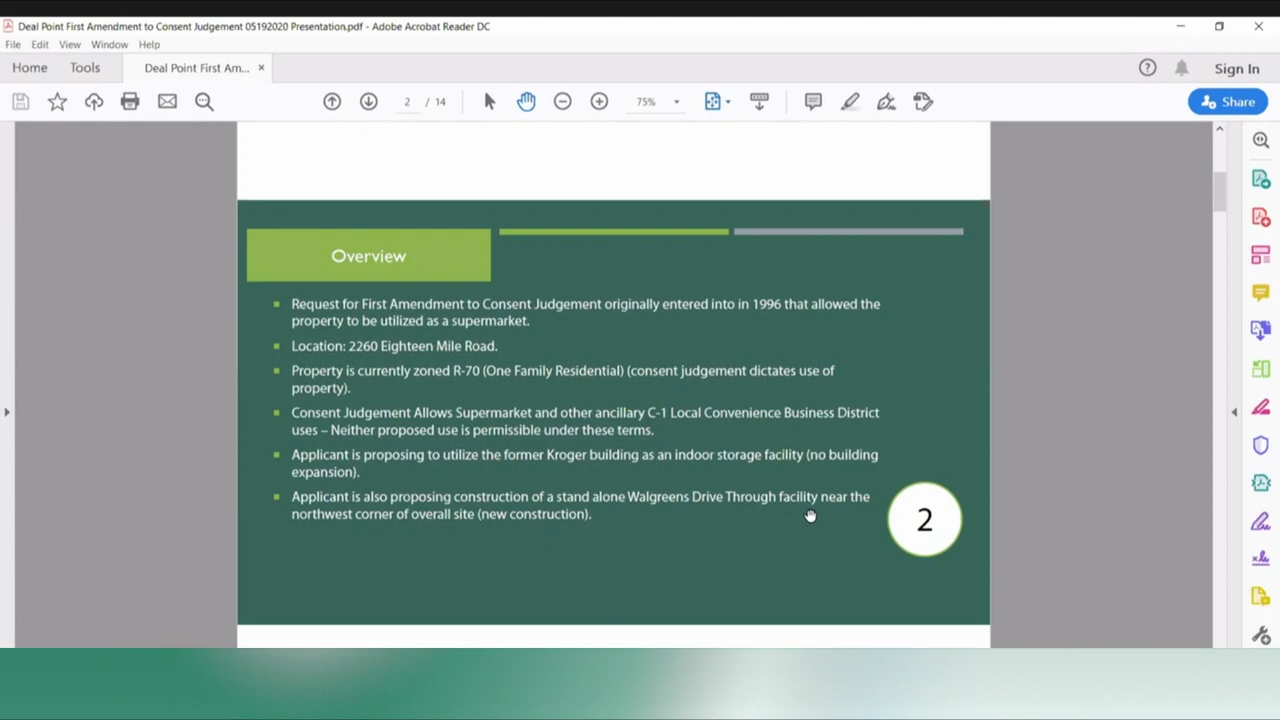 Deal Point First Amendment to Consent Judgement 05192020 Presentation.pdf - Adobe Acrobat Reader DC
File Edit View Window Help
Home Tools Deal Point First Am... × Sign In
2 / 14 75% Share
Overview
Request for First Amendment to Consent Judgement originally entered into in 1996 that allowed the
property to be utilized as a supermarket.
Location: 2260 Eighteen Mile Road.
Property is currently zoned R-70 (One Family Residential) (consent judgement dictates use of
property).
Consent Judgement Allows Supermarket and other ancillary C-1 Local Convenience Business District
uses – Neither proposed use is permissible under these terms.
Applicant is proposing to utilize the former Kroger building as an indoor storage facility (no building
expansion).
Applicant is also proposing construction of a stand alone Walgreens Drive Through facility near the
northwest corner of overall site (new construction).
2